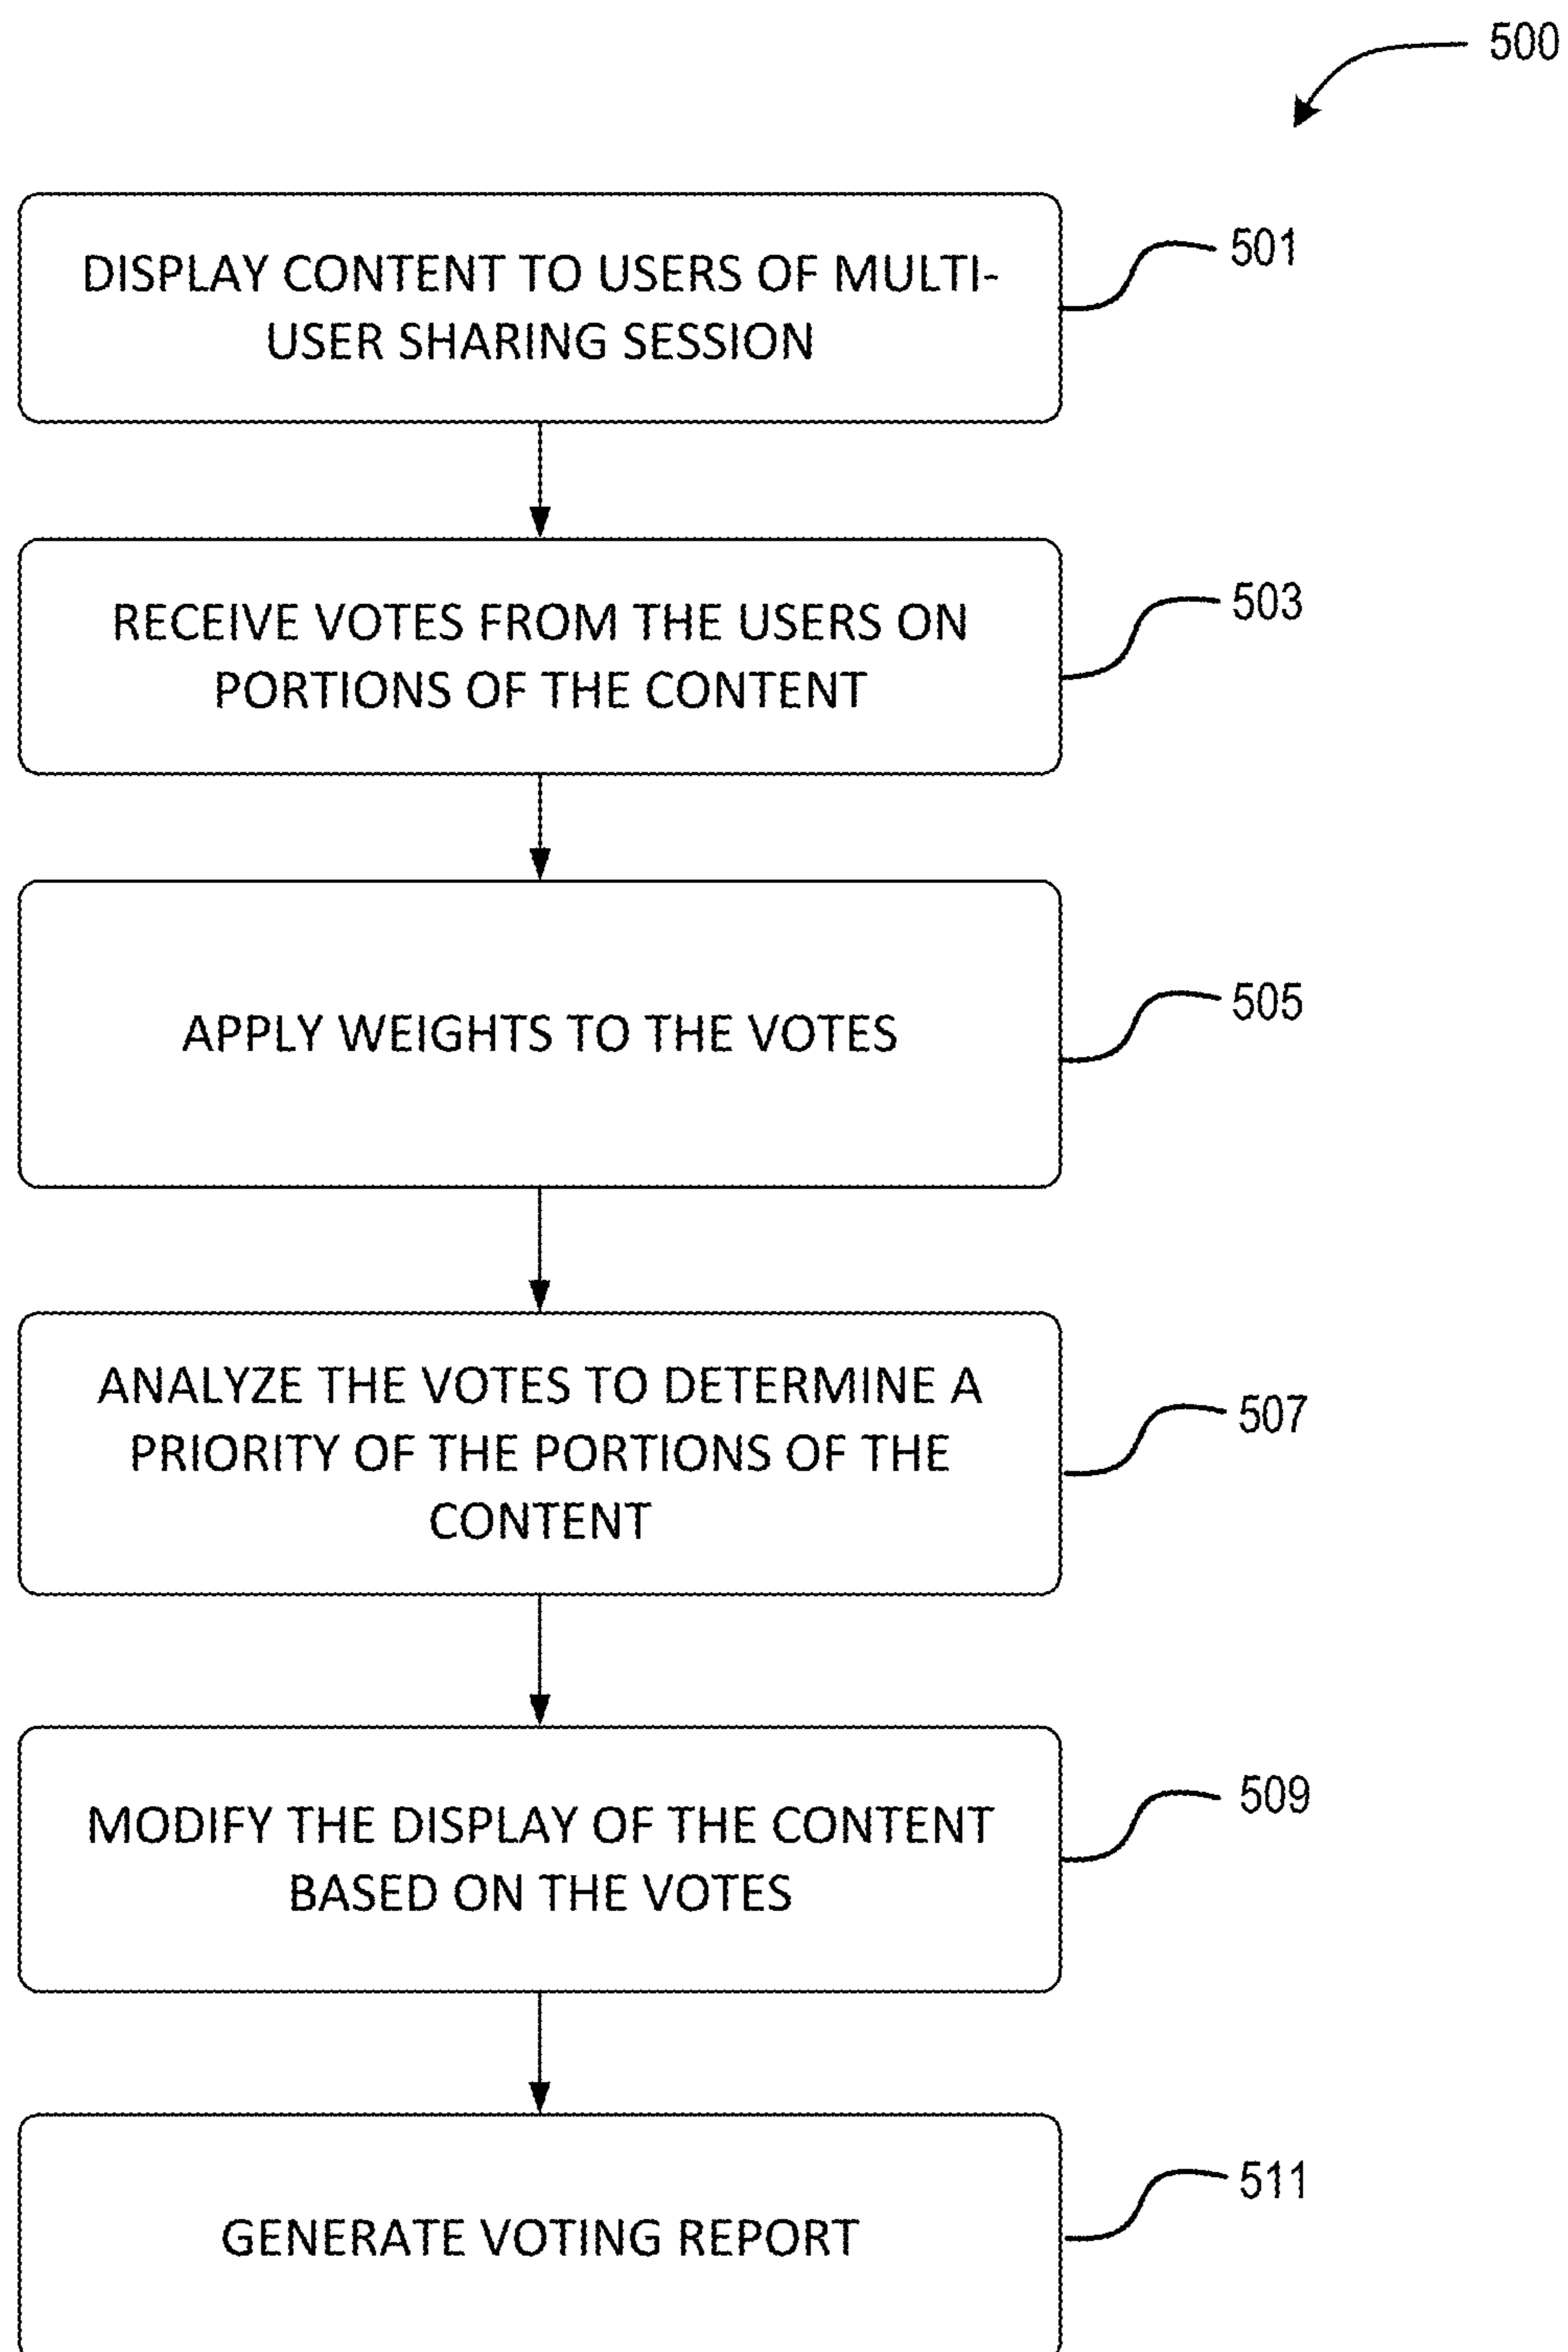 500
DISPLAY CONTENT TO USERS OF MULTI-
USER SHARING SESSION
501
RECEIVE VOTES FROM THE USERS ON
PORTIONS OF THE CONTENT
503
APPLY WEIGHTS TO THE VOTES
505
ANALYZE THE VOTES TO DETERMINE A
PRIORITY OF THE PORTIONS OF THE
CONTENT
507
MODIFY THE DISPLAY OF THE CONTENT
BASED ON THE VOTES
509
GENERATE VOTING REPORT
511